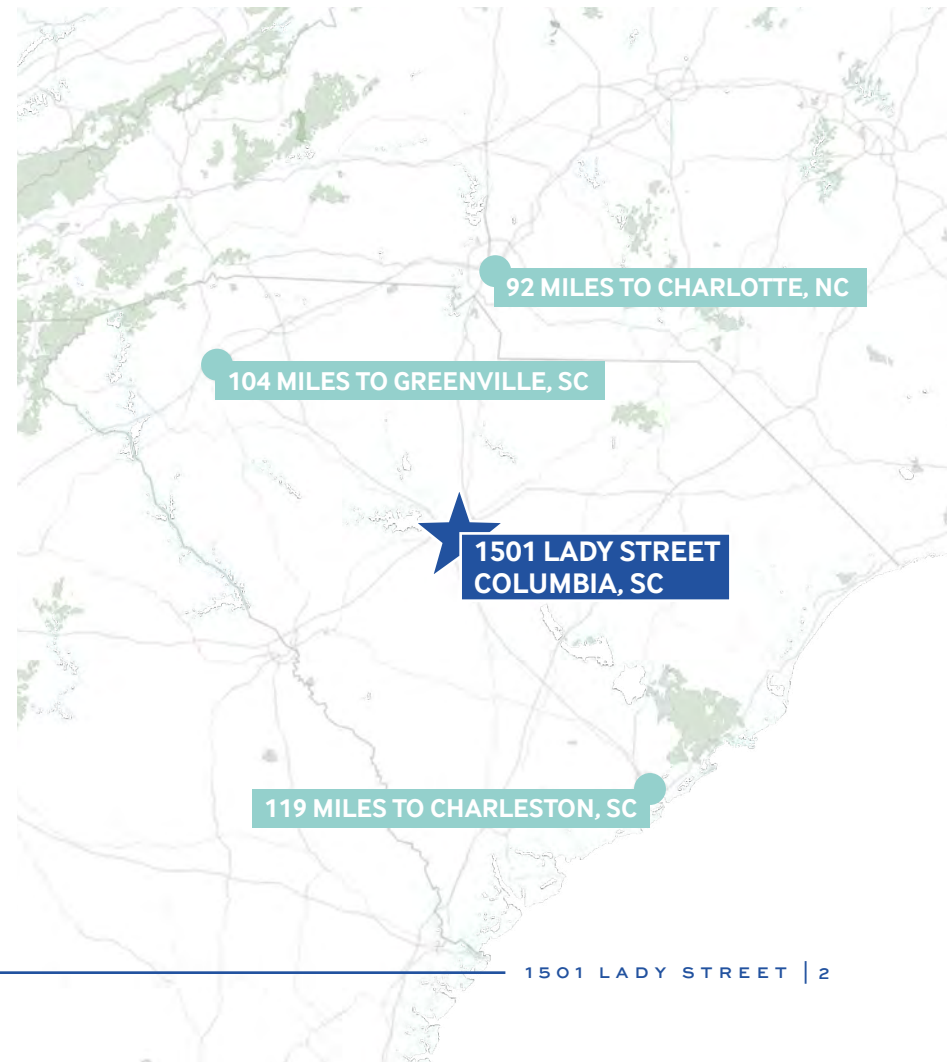 92 MILES TO CHARLOTTE, NC
104 MILES TO GREENVILLE, SC
1501 LADY STREET
COLUMBIA, SC
119 MILES TO CHARLESTON, SC
1501 LADY STREET | 2